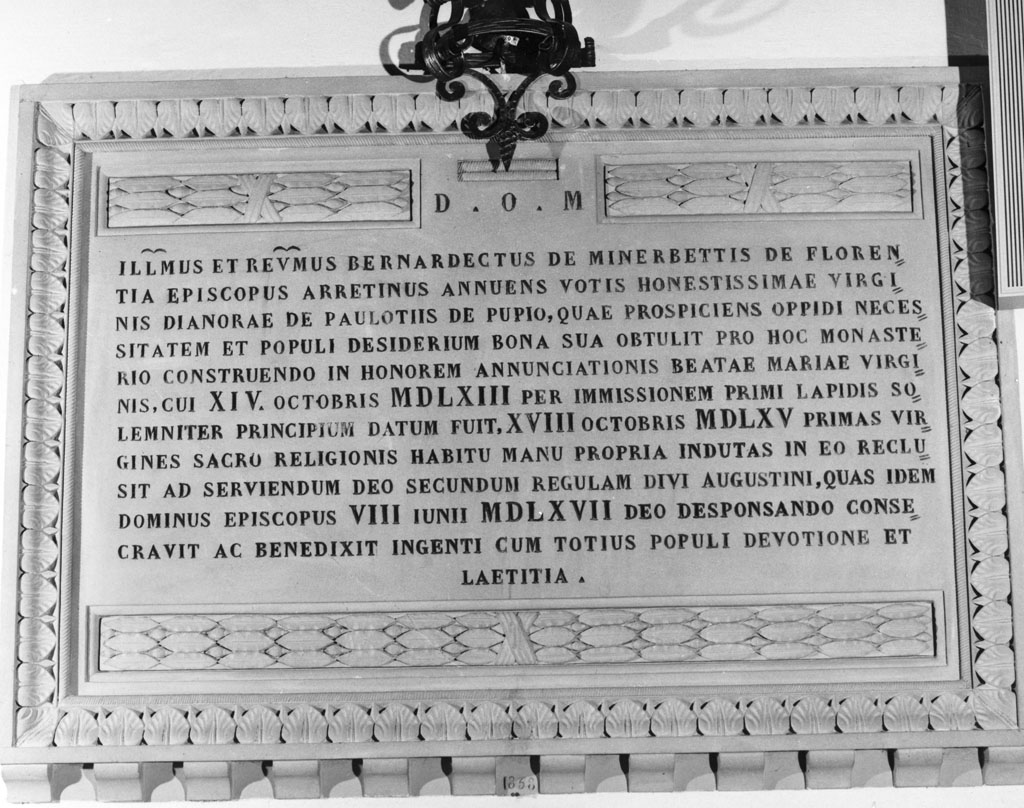 D . O . M
ILLMUS ET REVMUS BERNARDECTUS DE MINERBETTIS DE FLOREN=
TIA EPISCOPUS ARRETINUS ANNUENS VOTIS HONESTISSIMAE VIRGI=
NIS DIANORAE DE PAULOTIIS DE PUPIO, QUAE PROSPICIENS OPPIDI NECES=
SITATEM ET POPULI DESIDERIUM BONA SUA OBTULIT PRO HOC MONASTE=
RIO CONSTRUENDO IN HONOREM ANNUNCIATIONIS BEATAE MARIAE VIRGI=
NIS, CUI XIV. OCTOBRIS MDLXIII PER IMMISSIONEM PRIMI LAPIDIS SO=
LEMNITER PRINCIPIUM DATUM FUIT, XVIII OCTOBRIS MDLXV PRIMAS VIR=
GINES SACRO RELIGIONIS HABITU MANU PROPRIA INDUTAS IN EO RECLU=
SIT AD SERVIENDUM DEO SECUNDUM REGULAM DIVI AUGUSTINI, QUAS IDEM
DOMINUS EPISCOPUS VIII IUNII MDLXVII DEO DESPONSANDO CONSE=
CRAVIT AC BENEDIXIT INGENTI CUM TOTIUS POPULI DEVOTIONE ET
LAETITIA .